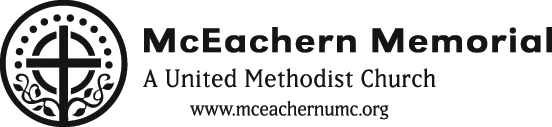 McEachern Memorial
A United Methodist Church
www.mceachernumc.org